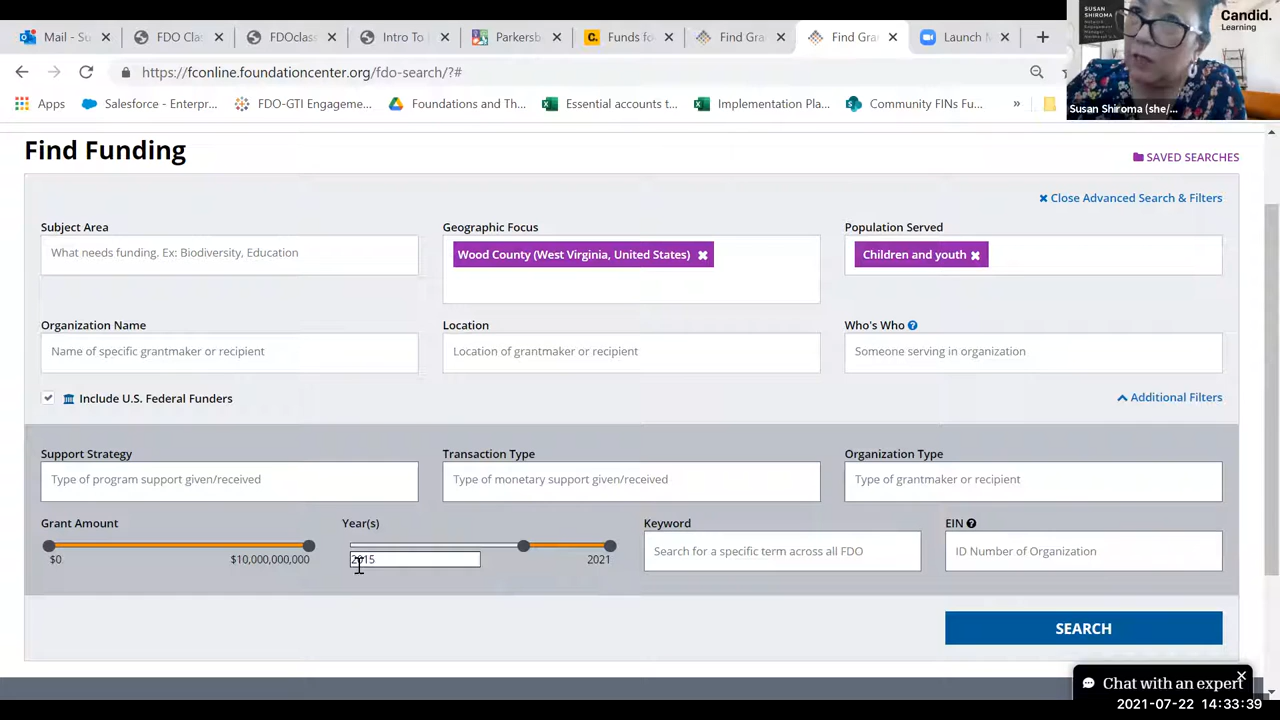 SUSAN
SHIROMA
Candid.
Learning
Mail - Su
FDO Clas
FDOclass
Parkers
Funds
Find Gra
Find Gra
Launch M
https://fconline.foundationcenter.org/fdo-search/?#
Apps
Salesforce - Enterpr...
FDO-GTI Engageme...
Foundations and Th...
Essential accounts t...
Implementation Pla...
Community FINs Fu...
»
Susan Shiroma (she/...
Find Funding
SAVED SEARCHES
Close Advanced Search & Filters
Subject Area
Geographic Focus
Population Served
What needs funding. Ex: Biodiversity, Education
Wood County (West Virginia, United States)
Children and youth
Organization Name
Location
Who's Who
Name of specific grantmaker or recipient
Location of grantmaker or recipient
Someone serving in organization
Include U.S. Federal Funders
Additional Filters
Support Strategy
Transaction Type
Organization Type
Type of program support given/received
Type of monetary support given/received
Type of grantmaker or recipient
Grant Amount
Year(s)
Keyword
EIN
Search for a specific term across all FDO
ID Number of Organization
$0
$10,000,000,000
2015
2021
SEARCH
Chat with an expert
2021-07-22 14:33:39